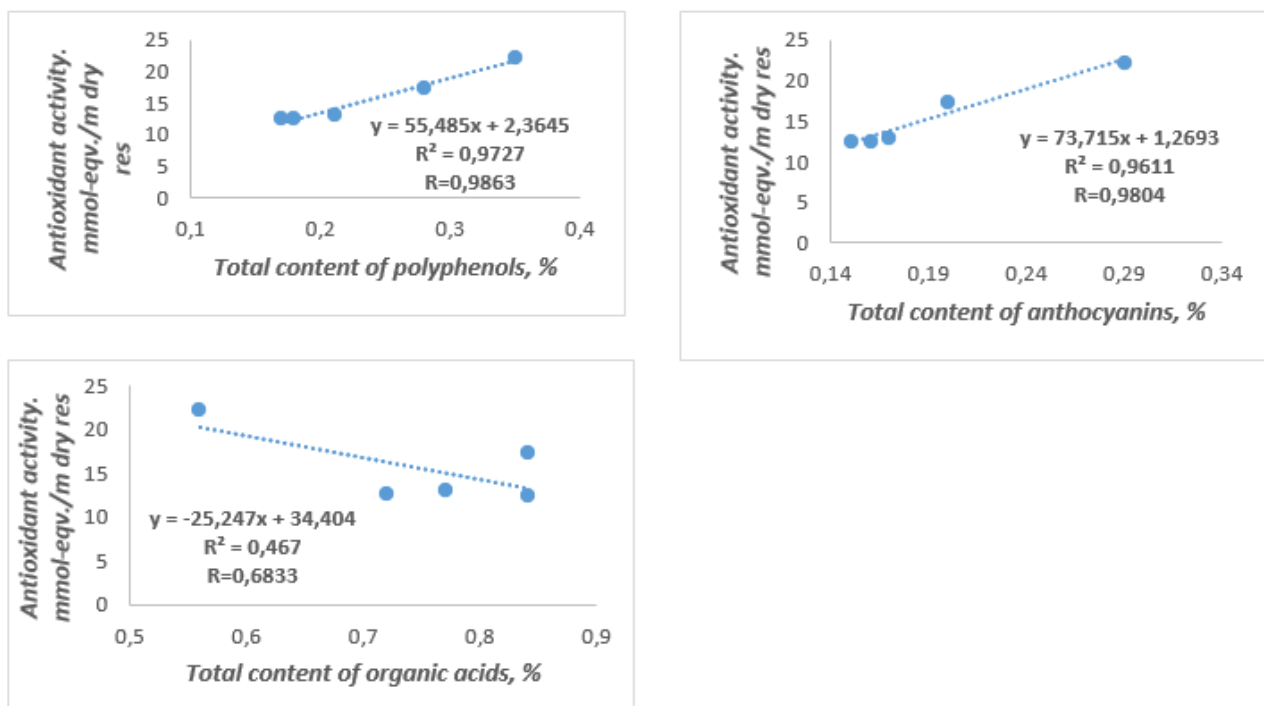 Antioxidant activity.
mmol-eqv./m dry
res
25
20
15
10
5
0
y = 55,485x + 2,3645
R² = 0,9727
R=0,9863
0,1
0,2
0,3
0,4
Total content of polyphenols, %
Antioxidant activity.
mmol-eqv./m dry res
25
20
15
10
5
0
y = 73,715x + 1,2693
R² = 0,9611
R=0,9804
0,14
0,19
0,24
0,29
0,34
Total content of anthocyanins, %
Antioxidant activity.
mmol-eqv./m dry res
25
20
15
10
5
0
y = -25,247x + 34,404
R² = 0,467
R=0,6833
0,5
0,6
0,7
0,8
0,9
Total content of organic acids, %